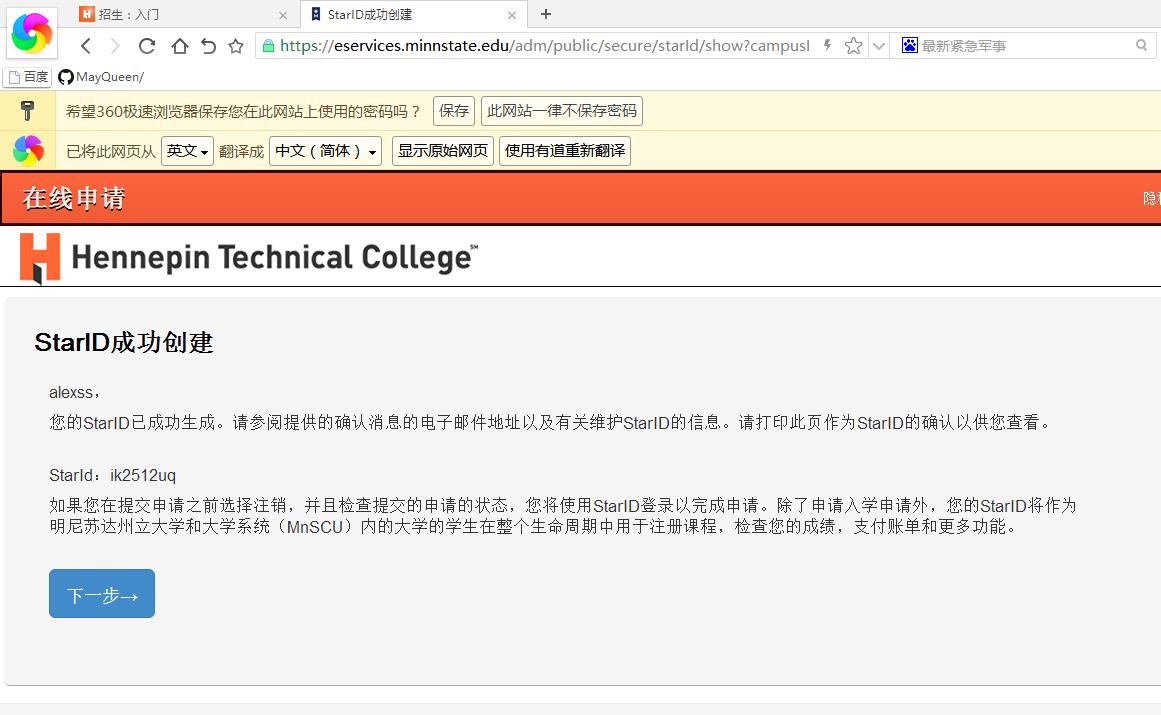 招生：入门
StarID成功创建
https://eservices.minnstate.edu/adm/public/secure/starId/show?campusI
最新紧急军事
百度
MayQueen/
希望360极速浏览器保存您在此网站上使用的密码吗？ 保存 此网站一律不保存密码
已将此网页从 英文 翻译成 中文（简体） 显示原始网页 使用有道重新翻译
在线申请
隐
Hennepin Technical College℠
StarID成功创建
alexss，
您的StarID已成功生成。请参阅提供的确认消息的电子邮件地址以及有关维护StarID的信息。请打印此页作为StarID的确认以供您查看。
StarId：ik2512uq
如果您在提交申请之前选择注销，并且检查提交的申请的状态，您将使用StarID登录以完成申请。除了申请入学申请外，您的StarID将作为
明尼苏达州立大学和大学系统（MnSCU）内的大学的学生在整个生命周期中用于注册课程，检查您的成绩，支付账单和更多功能。
下一步→